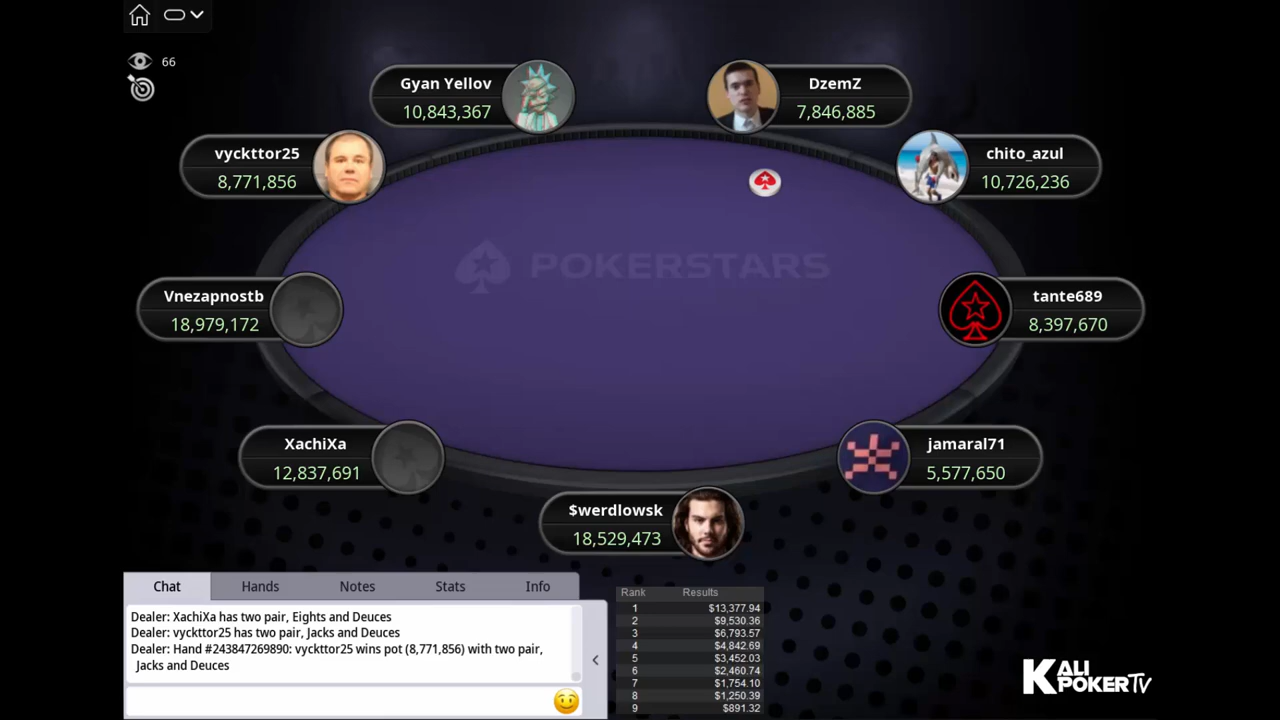 66
Gyan Yellov
10,843,367
DzemZ
7,846,885
vyckttor25
8,771,856
chito_azul
10,726,236
POKERSTARS
Vnezapnostb
18,979,172
tante689
8,397,670
XachiXa
12,837,691
jamaral71
5,577,650
$werdlowsk
18,529,473
Chat Hands Notes Stats Info
Dealer: XachiXa has two pair, Eights and Deuces
Dealer: vyckttor25 has two pair, Jacks and Deuces
Dealer: Hand #243847269890: vyckttor25 wins pot (8,771,856) with two pair,
Jacks and Deuces
Rank Results
1 $13,377.94
2 $9,530.36
3 $6,793.57
4 $4,842.69
5 $3,452.03
6 $2,460.74
7 $1,754.10
8 $1,250.39
9 $891.32
KALI
POKERTV